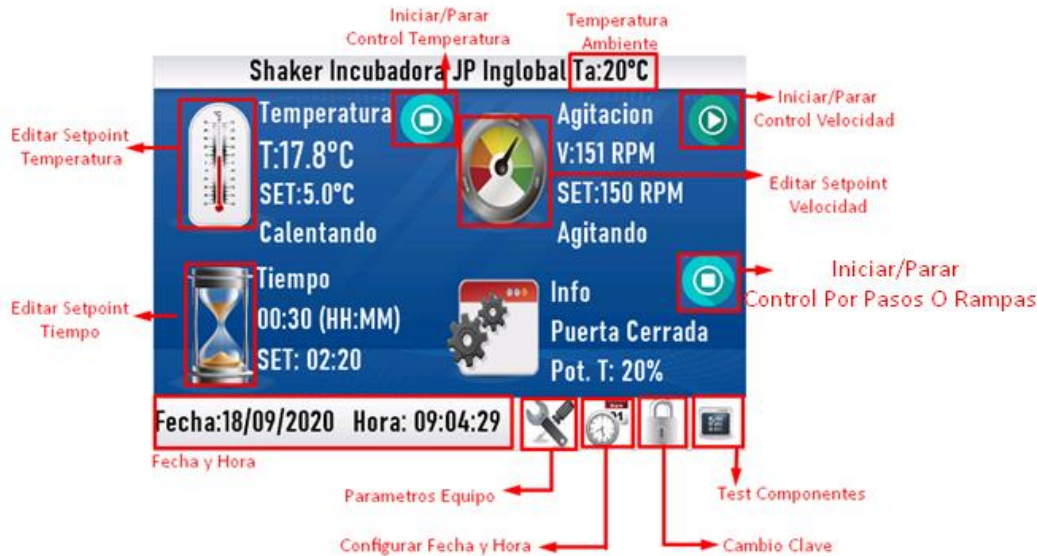 Iniciar/Parar
Control Temperatura
Temperatura
Ambiente
Shaker Incubadora JP Inglobal Ta:20°C
Editar Setpoint
Temperatura
Temperatura
T:17.8°C
SET:5.0°C
Calentando
Agitacion
V:151 RPM
SET:150 RPM
Agitando
Iniciar/Parar
Control Velocidad
Editar Setpoint
Velocidad
Editar Setpoint
Tiempo
Tiempo
00:30 (HH:MM)
SET: 02:20
Info
Puerta Cerrada
Pot. T: 20%
Iniciar/Parar
Control Por Pasos O Rampas
Fecha:18/09/2020 Hora: 09:04:29
Fecha y Hora
Parametros Equipo
Test Componentes
Configurar Fecha y Hora
Cambio Clave